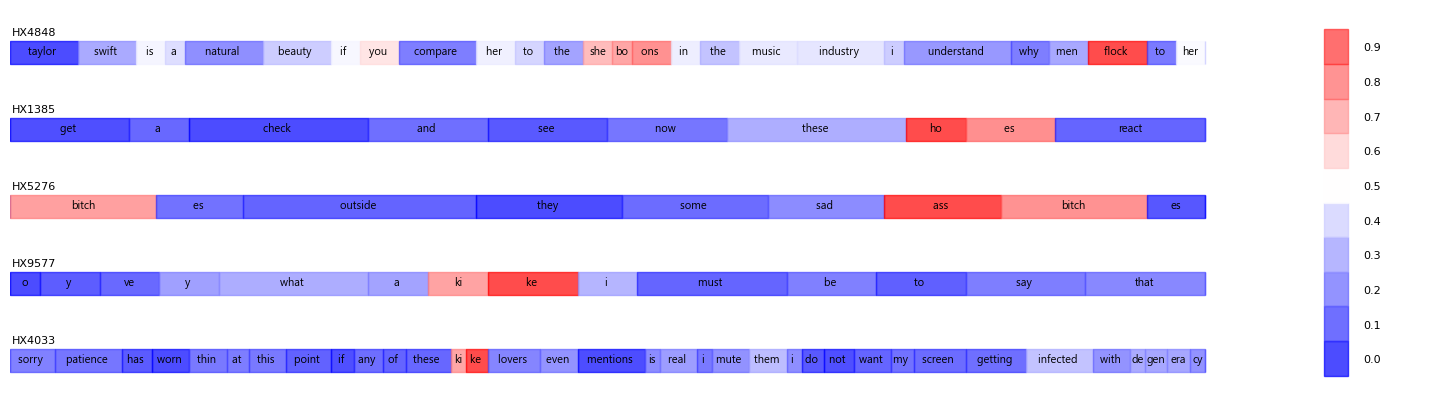 HX4848
taylor swift is a natural beauty if you compare her to the she bo ons in the music industry i understand why men flock to her
HX1385
get a check and see now these ho es react
HX5276
bitch es outside they some sad ass bitch es
HX9577
o y ve y what a ki ke i must be to say that
HX4033
sorry patience has worn thin at this point if any of these ki ke lovers even mentions is real i mute them i do not want my screen getting infected with de gen era cy
0.9
0.8
0.7
0.6
0.5
0.4
0.3
0.2
0.1
0.0